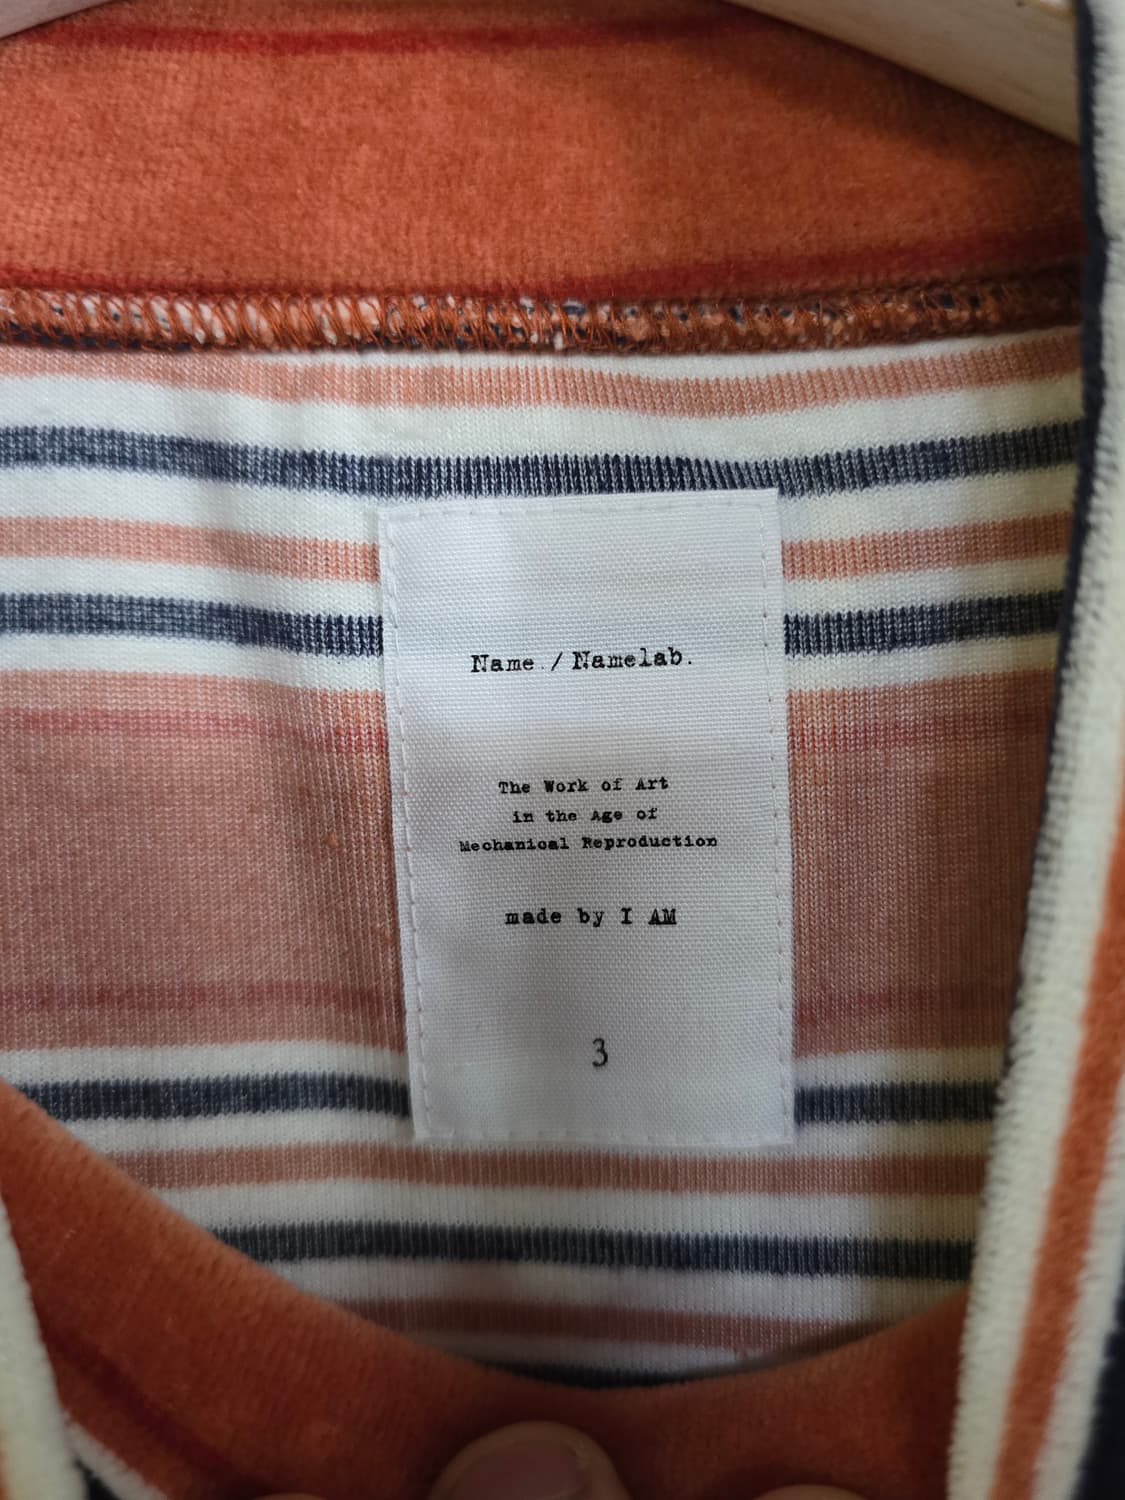 Name. / Namelab.
The Work of Art
in the Age of
Mechanical Reproduction
made by I AM
3